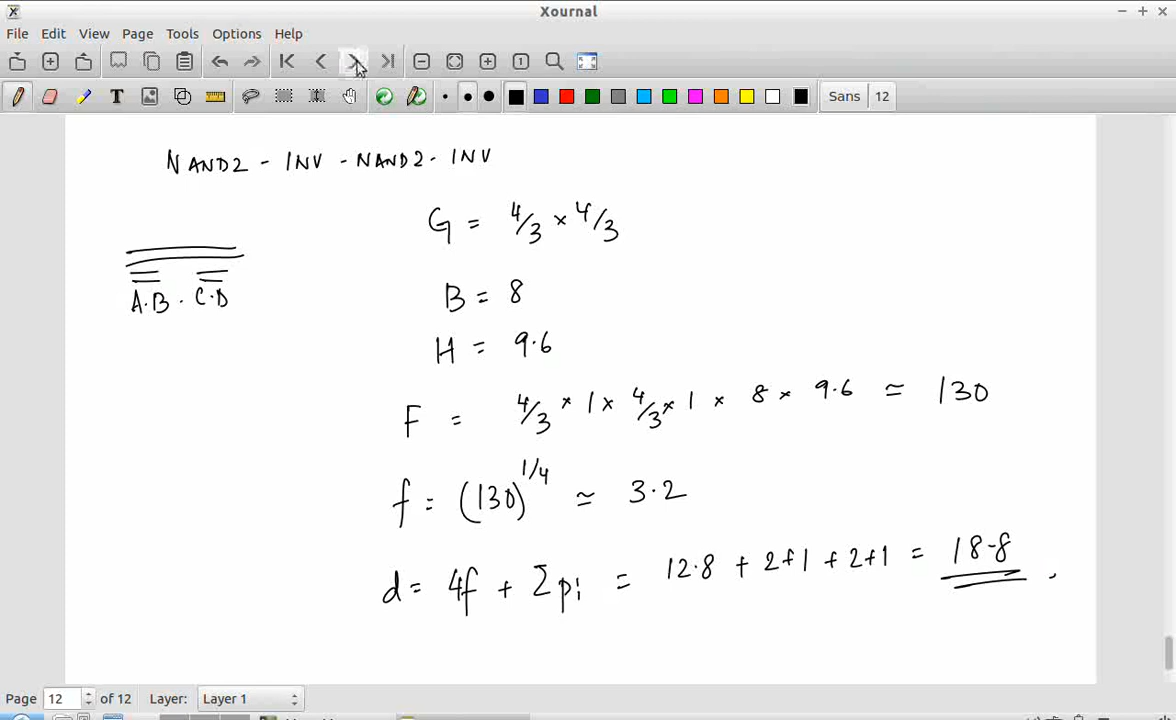 Xournal
File Edit View Page Tools Options Help
Sans 12
NAND2 - INV - NAND2 - INV
G = 4/3 × 4/3
A.B . C.D
B = 8
H = 9.6
F = 4/3 × 1 × 4/3 × 1 × 8 × 9.6 ≃ 130
f = (130)^1/4 ≃ 3.2
d = 4f + Σpi = 12.8 + 2+1 + 2+1 = 18.8
Page 12 of 12 Layer: Layer 1